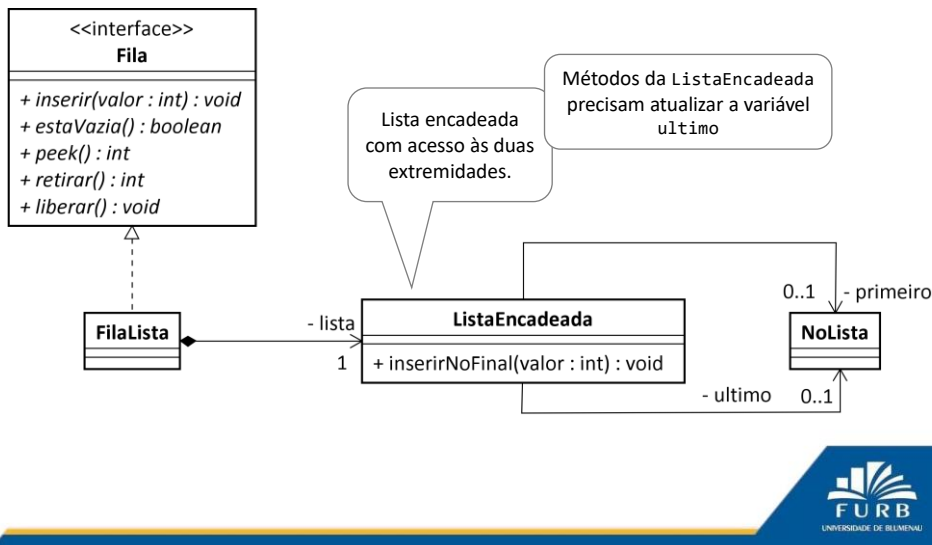 <<interface>>
Fila
+ inserir(valor : int) : void
+ estaVazia() : boolean
+ peek() : int
+ retirar() : int
+ liberar() : void
Lista encadeada
com acesso às duas
extremidades.
Métodos da ListaEncadeada
precisam atualizar a variável
ultimo
FilaLista
- lista
1
ListaEncadeada
+ inserirNoFinal(valor : int) : void
0..1 - primeiro
NoLista
- ultimo 0..1
FURB
UNIVERSIDADE DE BLUMENAU